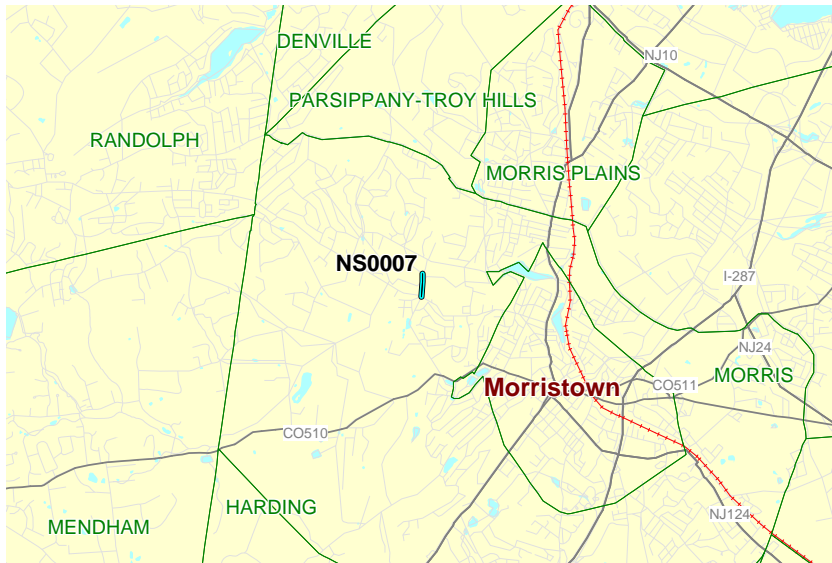 DENVILLE
NJ10
PARSIPPANY-TROY HILLS
RANDOLPH
MORRIS PLAINS
NS0007
I-287
NJ24
MORRIS
Morristown
CO511
CO510
HARDING
NJ124
MENDHAM